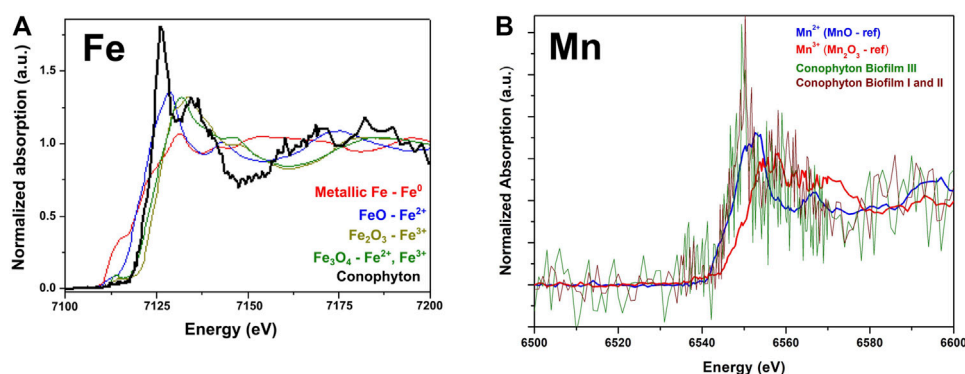 A
Fe
Normalized absorption (a.u.)
1.5
1.0
0.5
0.0
7100
7125
7150
7175
7200
Energy (eV)
Metallic Fe - Fe⁰
FeO - Fe²⁺
Fe₂O₃ - Fe³⁺
Fe₃O₄ - Fe²⁺, Fe³⁺
Conophyton
B
Mn
Normalized Absorption (a.u.)
Mn²⁺ (MnO - ref)
Mn³⁺ (Mn₂O₃ - ref)
Conophyton Biofilm III
Conophyton Biofilm I and II
6500
6520
6540
6560
6580
6600
Energy (eV)